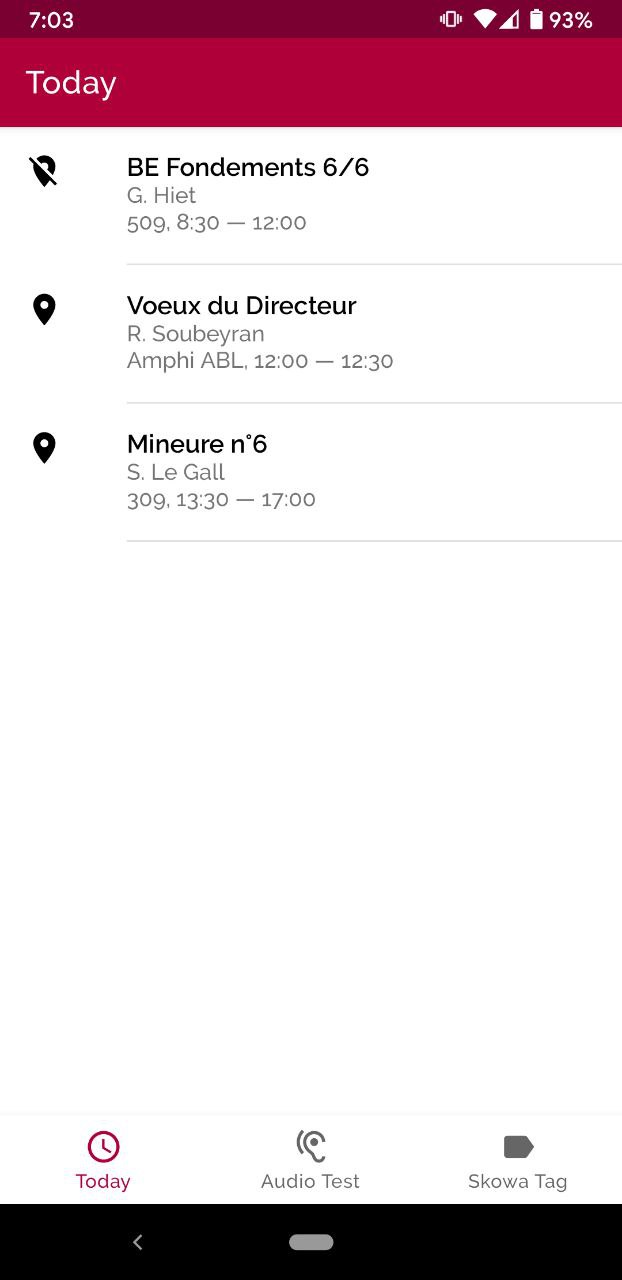 7:03
93%
Today
BE Fondements 6/6
G. Hiet
509, 8:30 — 12:00
Voeux du Directeur
R. Soubeyran
Amphi ABL, 12:00 — 12:30
Mineure n°6
S. Le Gall
309, 13:30 — 17:00
Today
Audio Test
Skowa Tag